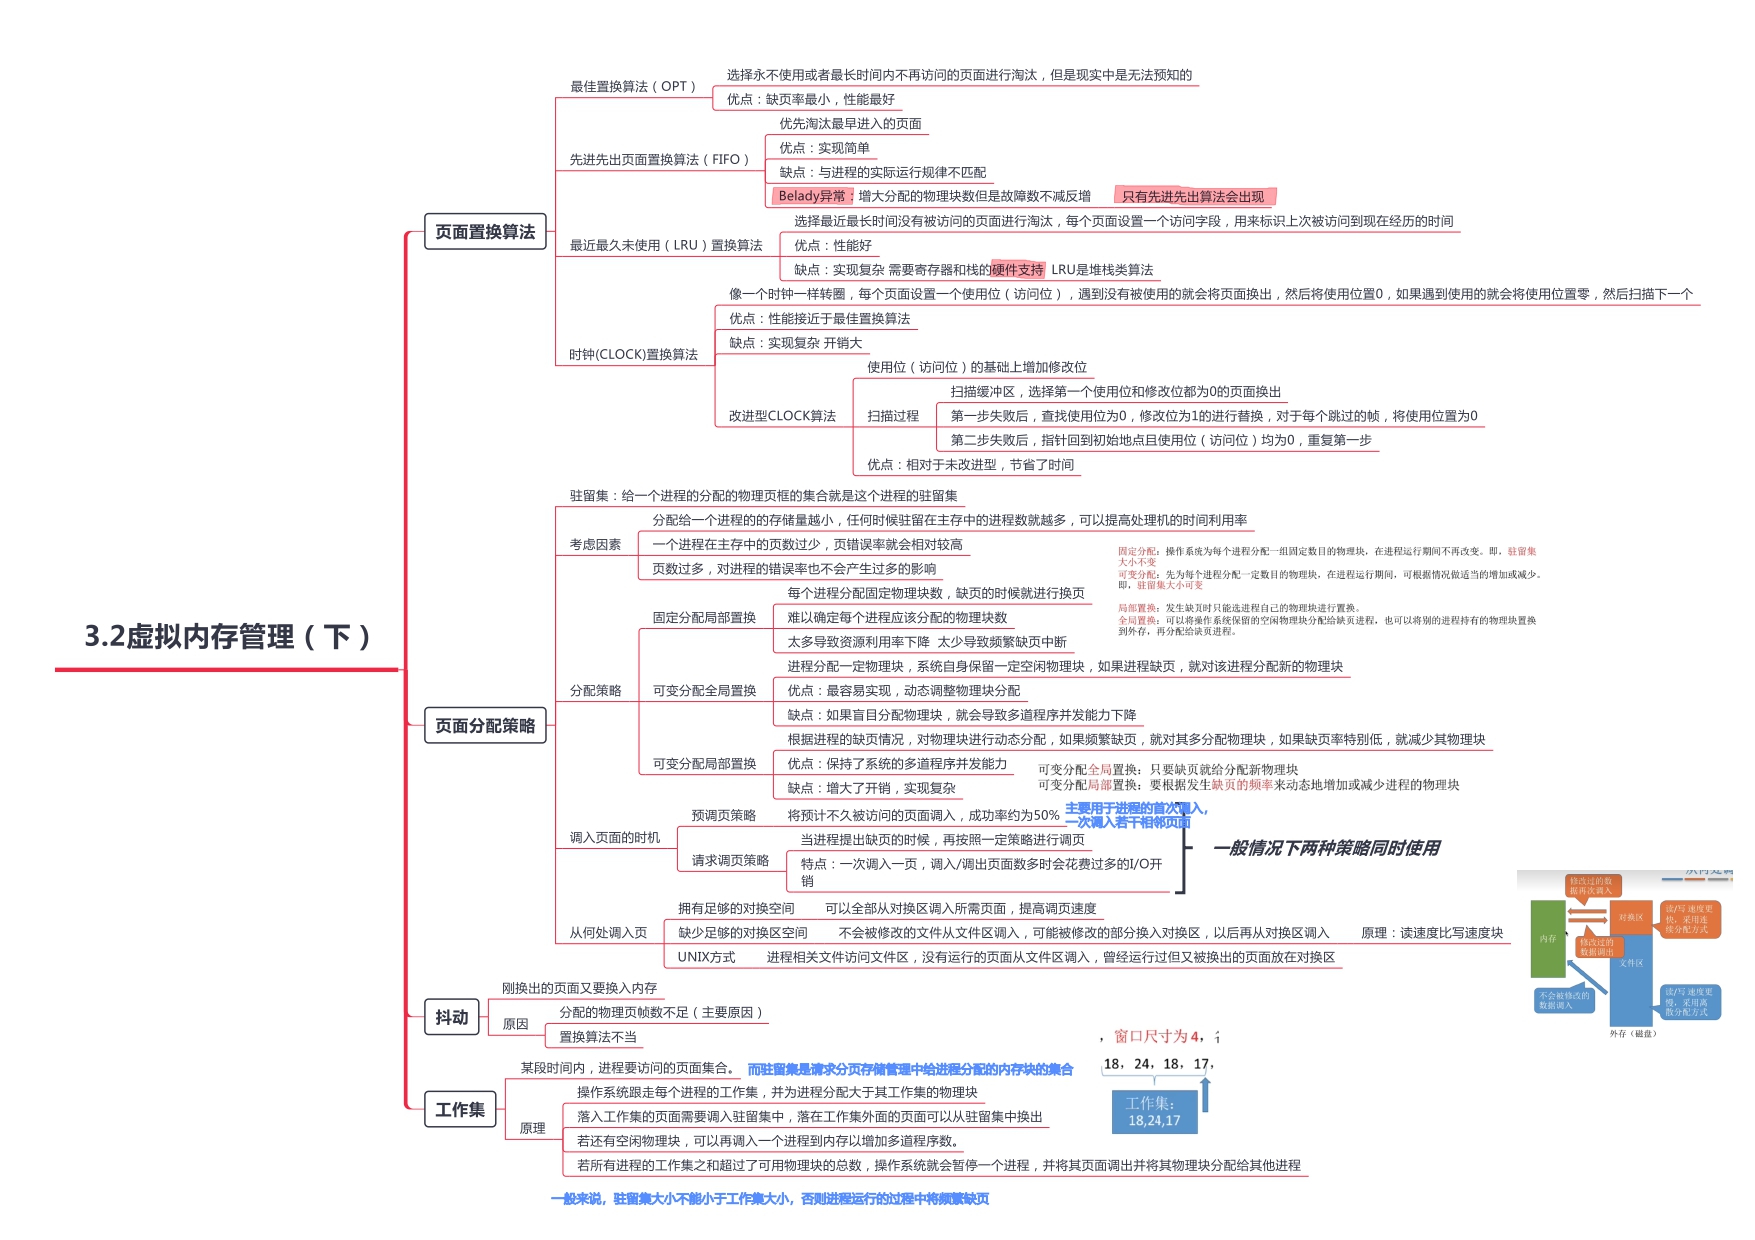 3.2虚拟内存管理（下）
页面置换算法
最佳置换算法（OPT）
选择永不使用或者最长时间内不再访问的页面进行淘汰，但是现实中是无法预知的
优点：缺页率最小，性能最好
先进先出页面置换算法（FIFO）
优先淘汰最早进入的页面
优点：实现简单
缺点：与进程的实际运行规律不匹配
Belady异常：增大分配的物理块数但是故障数不减反增 只有先进先出算法会出现
最近最久未使用（LRU）置换算法
选择最近最长时间没有被访问的页面进行淘汰，每个页面设置一个访问字段，用来标识上次被访问到现在经历的时间
优点：性能好
缺点：实现复杂 需要寄存器和栈的硬件支持 LRU是堆栈类算法
时钟(CLOCK)置换算法
像一个时钟一样转圈，每个页面设置一个使用位（访问位），遇到没有被使用的就会将页面换出，然后将使用位置0，如果遇到使用的就会将使用位置零，然后扫描下一个
优点：性能接近于最佳置换算法
缺点：实现复杂 开销大
改进型CLOCK算法
使用位（访问位）的基础上增加修改位
扫描过程
扫描缓冲区，选择第一个使用位和修改位都为0的页面换出
第一步失败后，查找使用位为0，修改位为1的进行替换，对于每个跳过的帧，将使用位置为0
第二步失败后，指针回到初始地点且使用位（访问位）均为0，重复第一步
优点：相对于未改进型，节省了时间
页面分配策略
驻留集：给一个进程的分配的物理页框的集合就是这个进程的驻留集
考虑因素
分配给一个进程的的存储量越小，任何时候驻留在主存中的进程数就越多，可以提高处理机的时间利用率
一个进程在主存中的页数过少，页错误率就会相对较高
页数过多，对进程的错误率也不会产生过多的影响
固定分配：操作系统为每个进程分配一组固定数目的物理块，在进程运行期间不再改变。即，驻留集
大小不变
可变分配：先为每个进程分配一定数目的物理块，在进程运行期间，可根据情况做适当的增加或减少。
即，驻留集大小可变
局部置换：发生缺页时只能选进程自己的物理块进行置换。
全局置换：可以将操作系统保留的空闲物理块分配给缺页进程，也可以将别的进程持有的物理块置换
到外存，再分配给缺页进程。
分配策略
固定分配局部置换
每个进程分配固定物理块数，缺页的时候就进行换页
难以确定每个进程应该分配的物理块数
太多导致资源利用率下降 太少导致频繁缺页中断
可变分配全局置换
进程分配一定物理块，系统自身保留一定空闲物理块，如果进程缺页，就对该进程分配新的物理块
优点：最容易实现，动态调整物理块分配
缺点：如果盲目分配物理块，就会导致多道程序并发能力下降
可变分配局部置换
根据进程的缺页情况，对物理块进行动态分配，如果频繁缺页，就对其多分配物理块，如果缺页率特别低，就减少其物理块
优点：保持了系统的多道程序并发能力
缺点：增大了开销，实现复杂
可变分配全局置换：只要缺页就给分配新物理块
可变分配局部置换：要根据发生缺页的频率来动态地增加或减少进程的物理块
调入页面的时机
预调页策略
将预计不久被访问的页面调入，成功率约为50%
主要用于进程的首次调入，
一次调入若干相邻页面
请求调页策略
当进程提出缺页的时候，再按照一定策略进行调页
特点：一次调入一页，调入/调出页面数多时会花费过多的I/O开
销
一般情况下两种策略同时使用
从何处调入页
拥有足够的对换空间 可以全部从对换区调入所需页面，提高调页速度
缺少足够的对换区空间 不会被修改的文件从文件区调入，可能被修改的部分换入对换区，以后再从对换区调入 原理：读速度比写速度块
UNIX方式 进程相关文件访问文件区，没有运行的页面从文件区调入，曾经运行过但又被换出的页面放在对换区
修改过的数
据再次调入
内存
对换区
读/写 速度更
快，采用连
续分配方式
修改过的
数据调出
文件区
不会被修改的
数据调入
读/写 速度更
慢，采用离
散分配方式
外存（磁盘）
抖动
刚换出的页面又要换入内存
原因
分配的物理页帧数不足（主要原因）
置换算法不当
工作集
某段时间内，进程要访问的页面集合。 而驻留集是请求分页存储管理中给进程分配的内存块的集合
原理
操作系统跟走每个进程的工作集，并为进程分配大于其工作集的物理块
落入工作集的页面需要调入驻留集中，落在工作集外面的页面可以从驻留集中换出
若还有空闲物理块，可以再调入一个进程到内存以增加多道程序数。
若所有进程的工作集之和超过了可用物理块的总数，操作系统就会暂停一个进程，并将其页面调出并将其物理块分配给其他进程
，窗口尺寸为 4，
18，24，18，17，
工作集：
18,24,17
一般来说，驻留集大小不能小于工作集大小，否则进程运行的过程中将频繁缺页